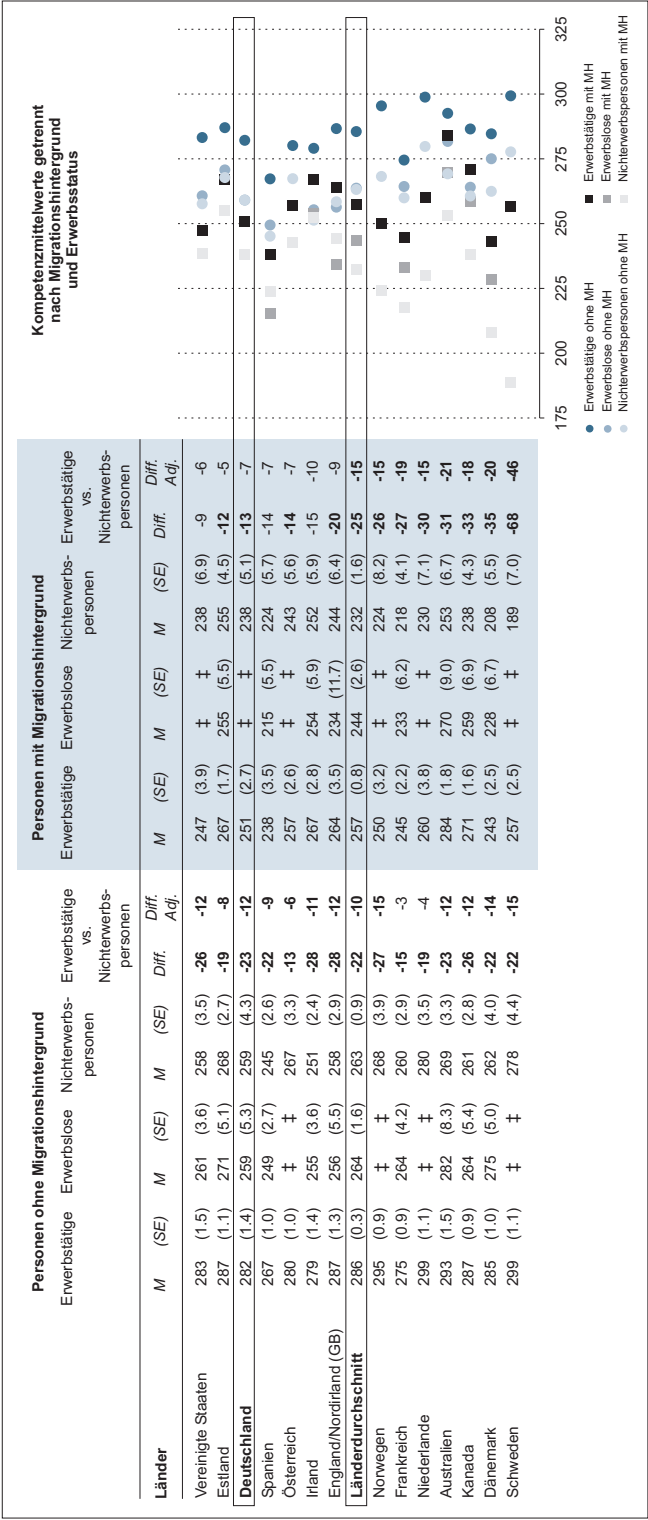 Personen ohne Migrationshintergrund Personen mit Migrationshintergrund Kompetenzmittelwerte getrennt
nach Migrationshintergrund
und Erwerbsstatus
Erwerbstätige Erwerbslose Nichterwerbs- Erwerbstätige Erwerbstätige Erwerbslose Nichterwerbs- Erwerbstätige
personen vs. personen vs.
Nichterwerbs- Nichterwerbs-
personen personen
Länder M (SE) M (SE) M (SE) Diff. Diff. Adj. M (SE) M (SE) M (SE) Diff. Diff. Adj.
Vereinigte Staaten 283 (1.5) 261 (3.6) 258 (3.5) -26 -12 247 (3.9) ‡ ‡ 238 (6.9) -9 -6
Estland 287 (1.1) 271 (5.1) 268 (2.7) -19 -8 267 (1.7) 255 (5.5) 255 (4.5) -12 -5
Deutschland 282 (1.4) 259 (5.3) 259 (4.3) -23 -12 251 (2.7) ‡ ‡ 238 (5.1) -13 -7
Spanien 267 (1.0) 249 (2.7) 245 (2.6) -22 -9 238 (3.5) 215 (5.5) 224 (5.7) -14 -7
Österreich 280 (1.0) ‡ ‡ 267 (3.3) -13 -6 257 (2.6) ‡ ‡ 243 (5.6) -14 -7
Irland 279 (1.4) 255 (3.6) 251 (2.4) -28 -11 267 (2.8) 254 (5.9) 252 (5.9) -15 -10
England/Nordirland (GB) 287 (1.3) 256 (5.5) 258 (2.9) -28 -12 264 (3.5) 234 (11.7) 244 (6.4) -20 -9
Länderdurchschnitt 286 (0.3) 264 (1.6) 263 (0.9) -22 -10 257 (0.8) 244 (2.6) 232 (1.6) -25 -15
Norwegen 295 (0.9) ‡ ‡ 268 (3.9) -27 -15 250 (3.2) ‡ ‡ 224 (8.2) -26 -15
Frankreich 275 (0.9) 264 (4.2) 260 (2.9) -15 -3 245 (2.2) 233 (6.2) 218 (4.1) -27 -19
Niederlande 299 (1.1) ‡ ‡ 280 (3.5) -19 -4 260 (3.8) ‡ ‡ 230 (7.1) -30 -15
Australien 293 (1.5) 282 (8.3) 269 (3.3) -23 -12 284 (1.8) 270 (9.0) 253 (6.7) -31 -21
Kanada 287 (0.9) 264 (5.4) 261 (2.8) -26 -12 271 (1.6) 259 (6.9) 238 (4.3) -33 -18
Dänemark 285 (1.0) 275 (5.0) 262 (4.0) -22 -14 243 (2.5) 228 (6.7) 208 (5.5) -35 -20
Schweden 299 (1.1) ‡ ‡ 278 (4.4) -22 -15 257 (2.5) ‡ ‡ 189 (7.0) -68 -46
175 200 225 250 275 300 325
Erwerbstätige ohne MH Erwerbstätige mit MH
Erwerbslose ohne MH Erwerbslose mit MH
Nichterwerbspersonen ohne MH Nichterwerbspersonen mit MH